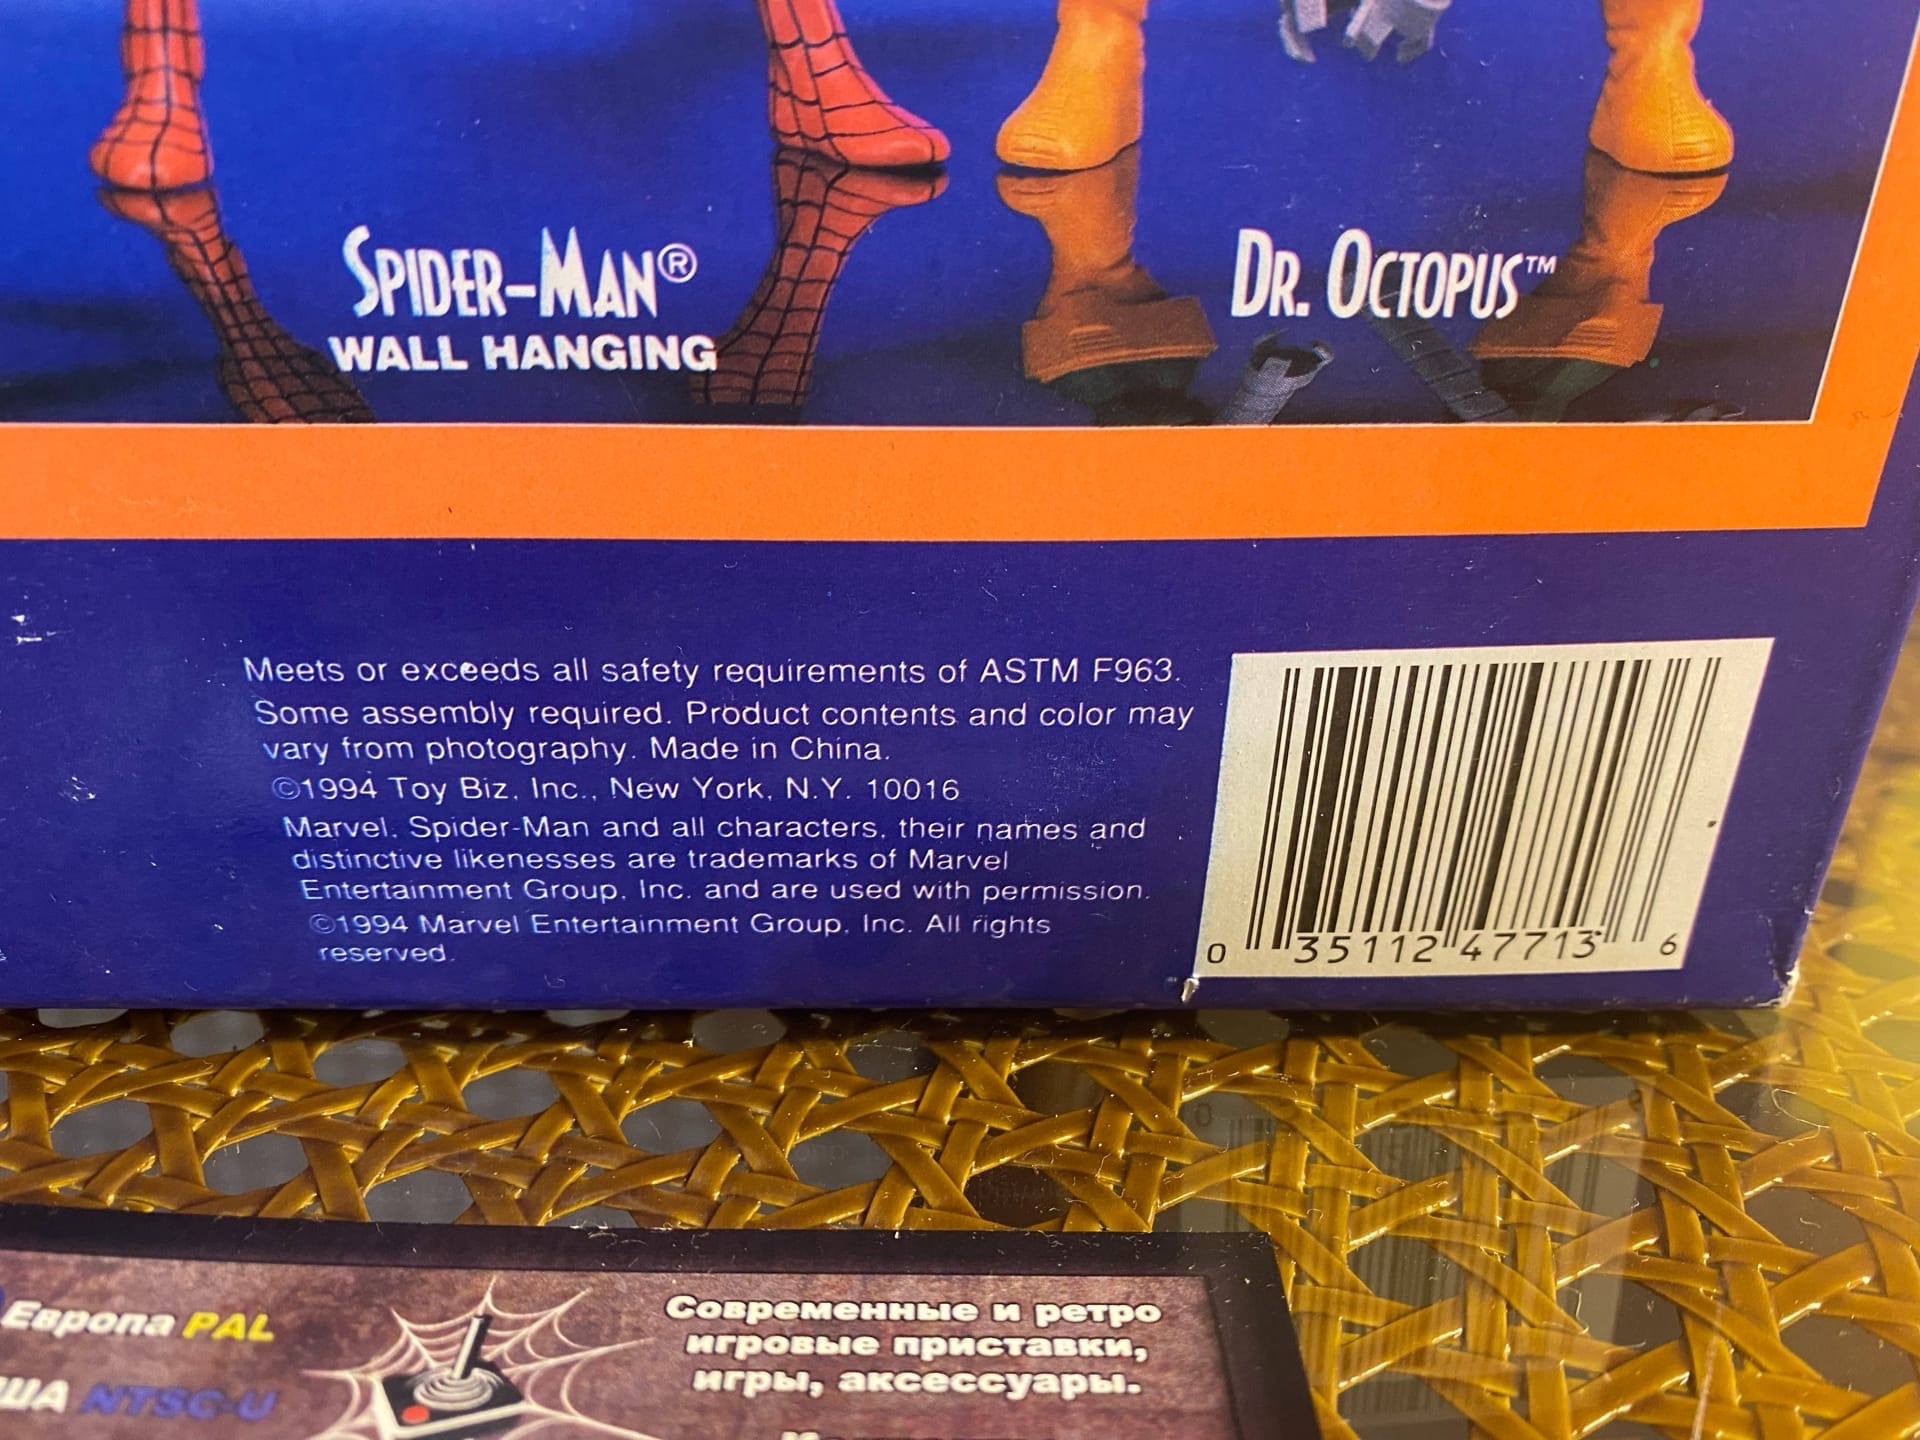 SPIDER-MAN®
WALL HANGING
DR. OCTOPUS™
Meets or exceeds all safety requirements of ASTM F963.
Some assembly required. Product contents and color may
vary from photography. Made in China.
©1994 Toy Biz, Inc., New York, N.Y. 10016
Marvel, Spider-Man and all characters, their names and
distinctive likenesses are trademarks of Marvel
Entertainment Group, Inc. and are used with permission.
©1994 Marvel Entertainment Group, Inc. All rights
reserved.
0 35112 47713 6
Европа PAL
ША NTSC-U
Современные и ретро
игровые приставки,
игры, аксессуары.